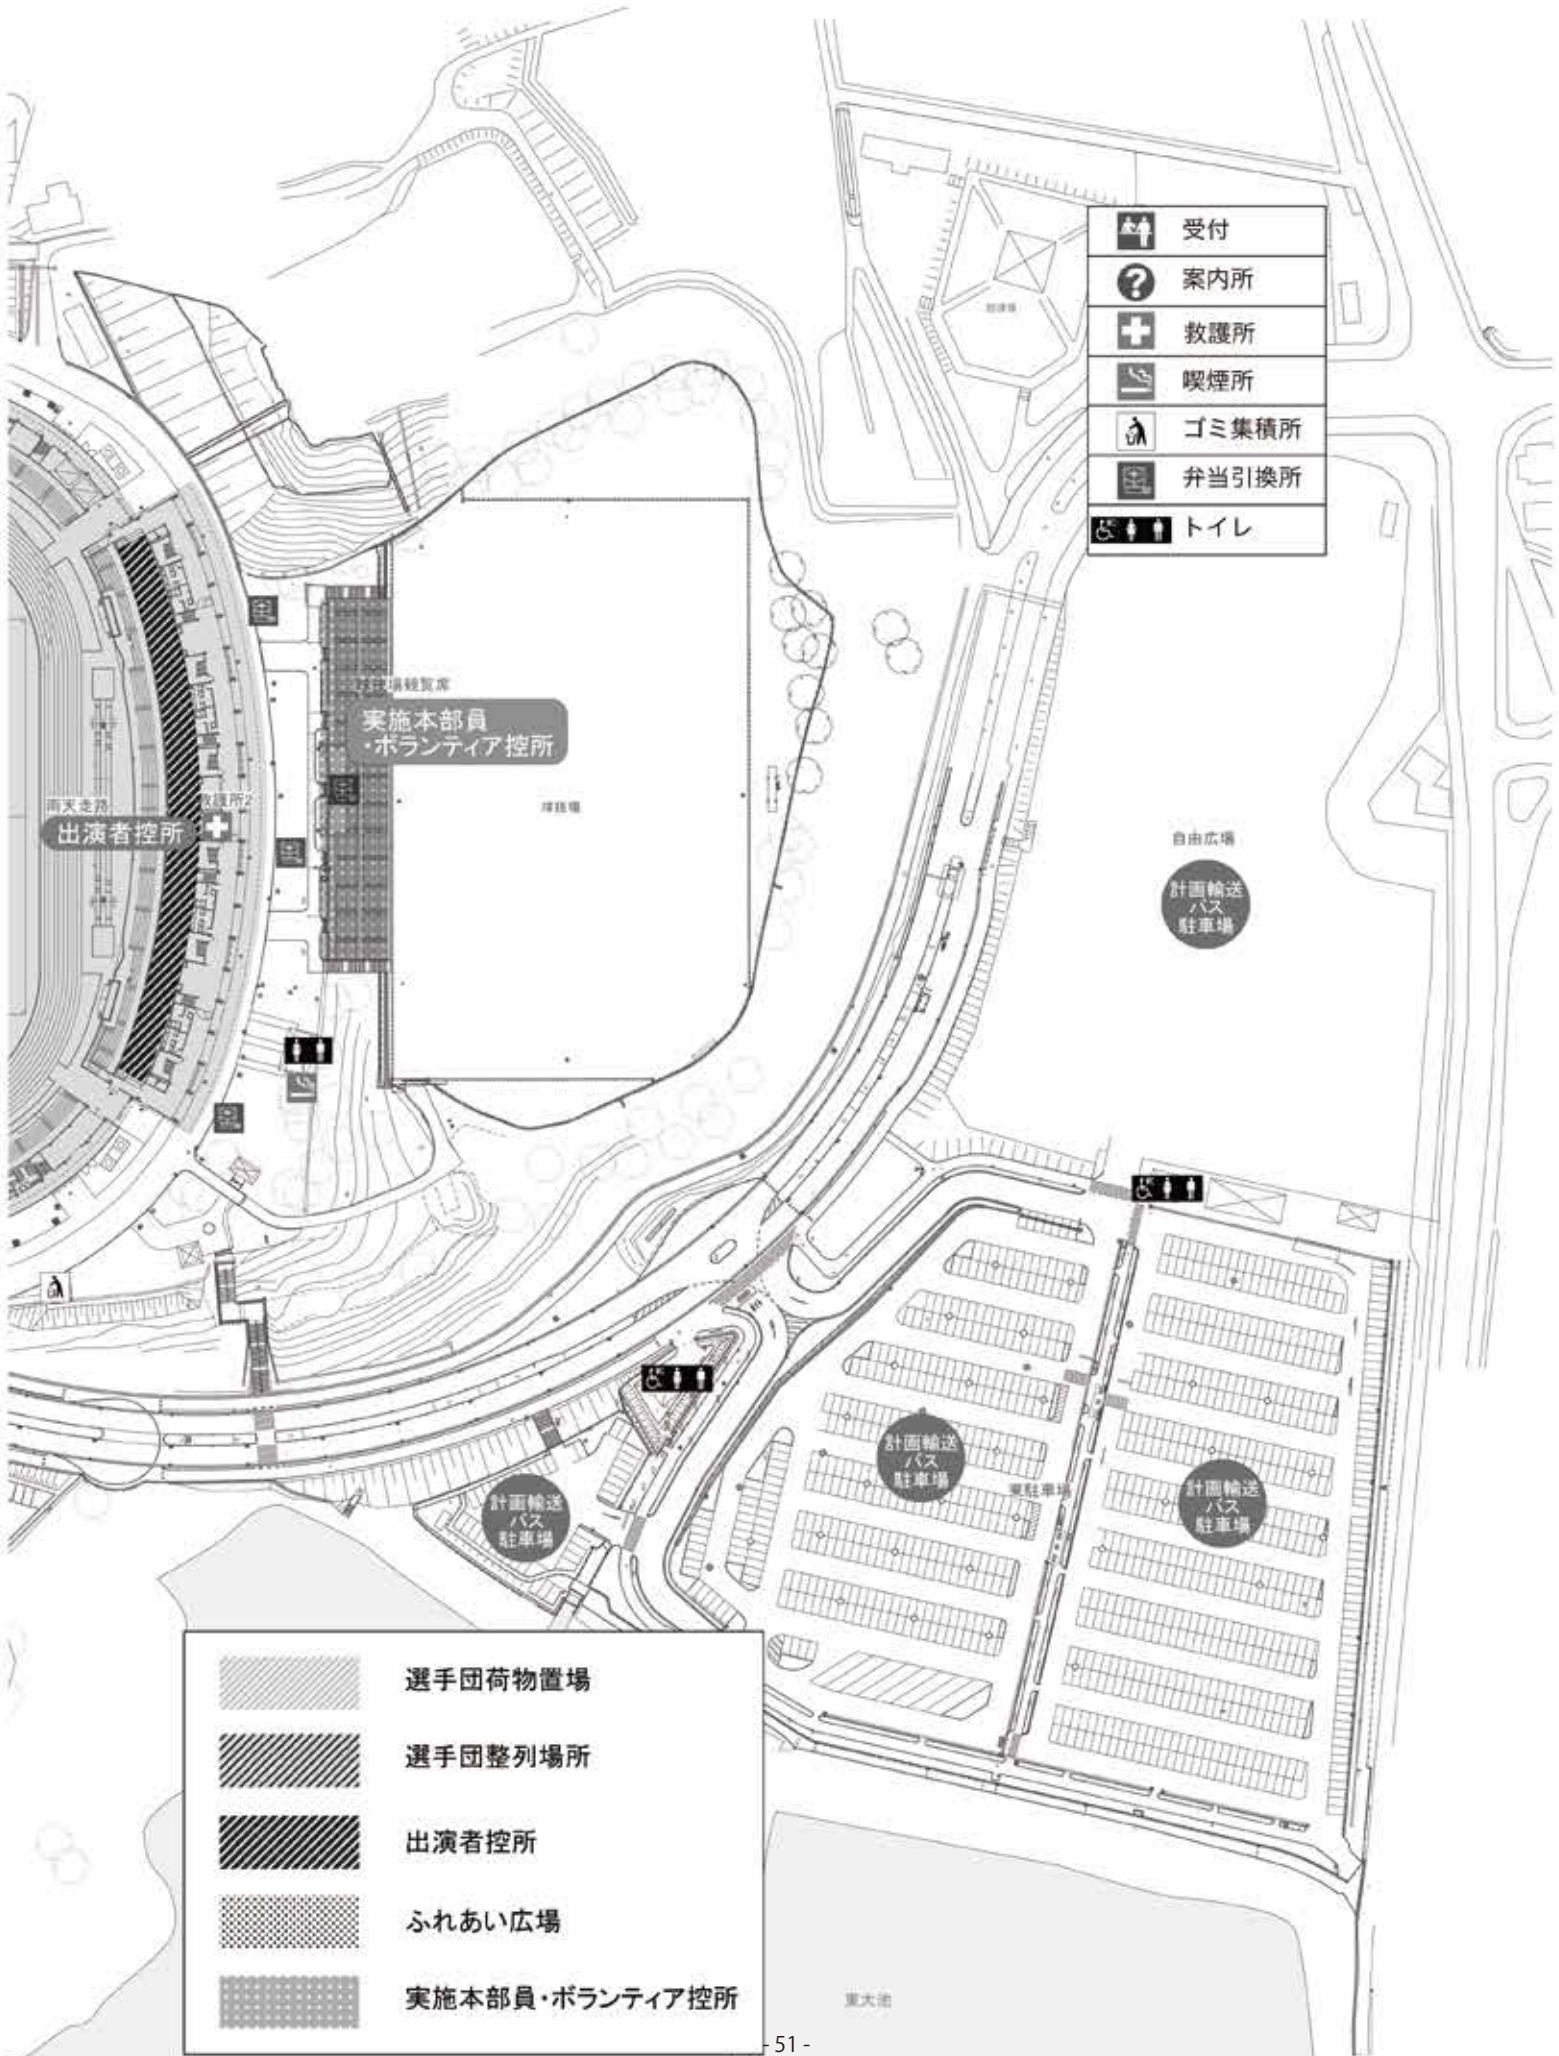 受付
案内所
救護所
喫煙所
ゴミ集積所
弁当引換所
トイレ
球技場観覧席
実施本部員
・ボランティア控所
雨天走路
出演者控所
救護所2
球技場
自由広場
計画輸送
バス
駐車場
計画輸送
バス
駐車場
東駐車場
計画輸送
バス
駐車場
計画輸送
バス
駐車場
選手団荷物置場
選手団整列場所
出演者控所
ふれあい広場
実施本部員・ボランティア控所
東大池
- 51 -